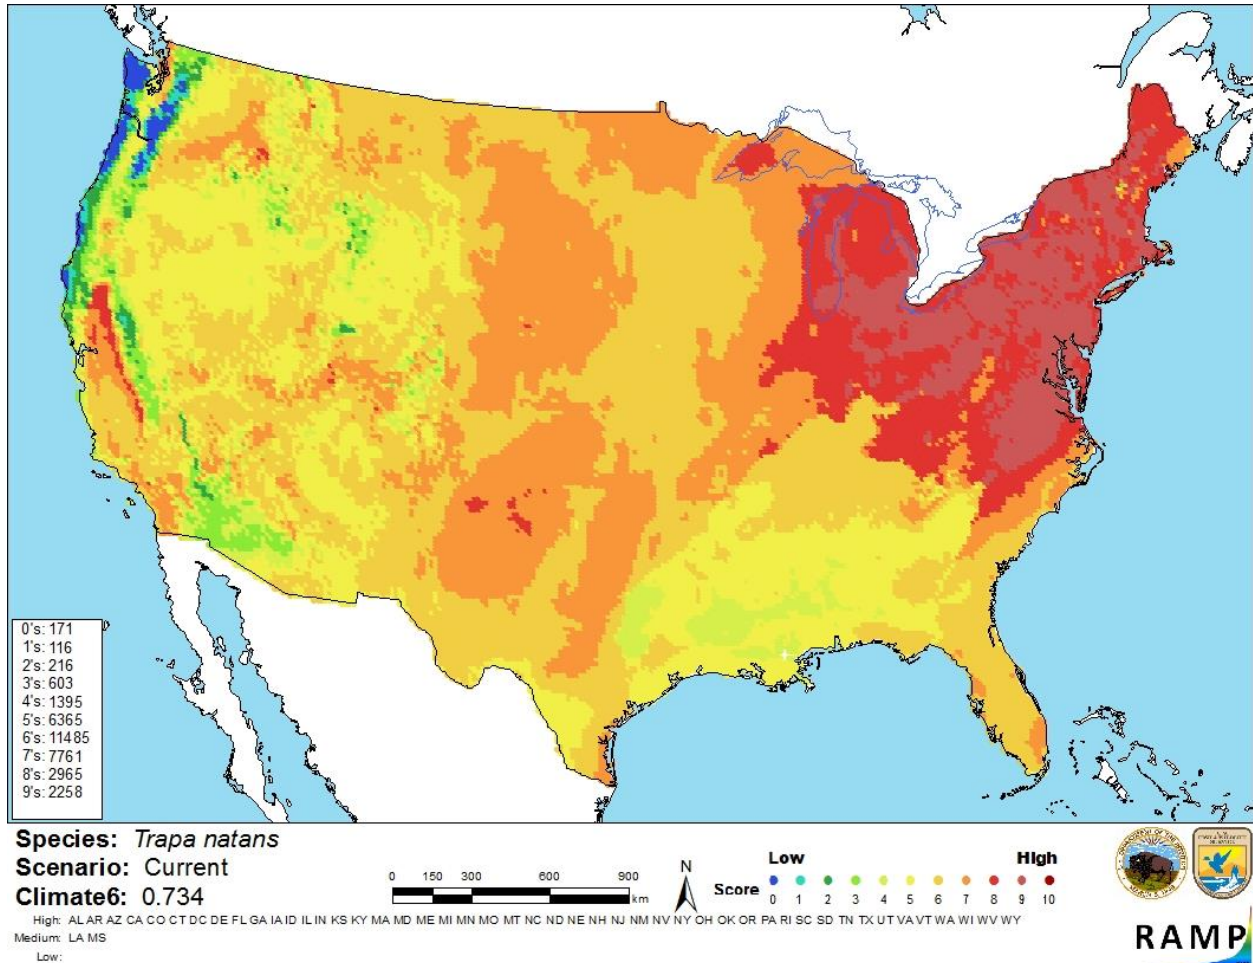 0's: 171
1's: 116
2's: 216
3's: 603
4's: 1395
5's: 6365
6's: 11485
7's: 7761
8's: 2965
9's: 2258
Species: Trapa natans
Scenario: Current
Climate6: 0.734
0 150 300 600 900
km
N
Low High
Score
0 1 2 3 4 5 6 7 8 9 10
High: AL AR AZ CA CO CT DC DE FL GA IA ID IL IN KS KY MA MD ME MI MN MO MT NC ND NE NH NJ NM NV NY OH OK OR PA RI SC SD TN TX UT VA VT WA WI WV WY
Medium: LA MS
Low:
RAMP